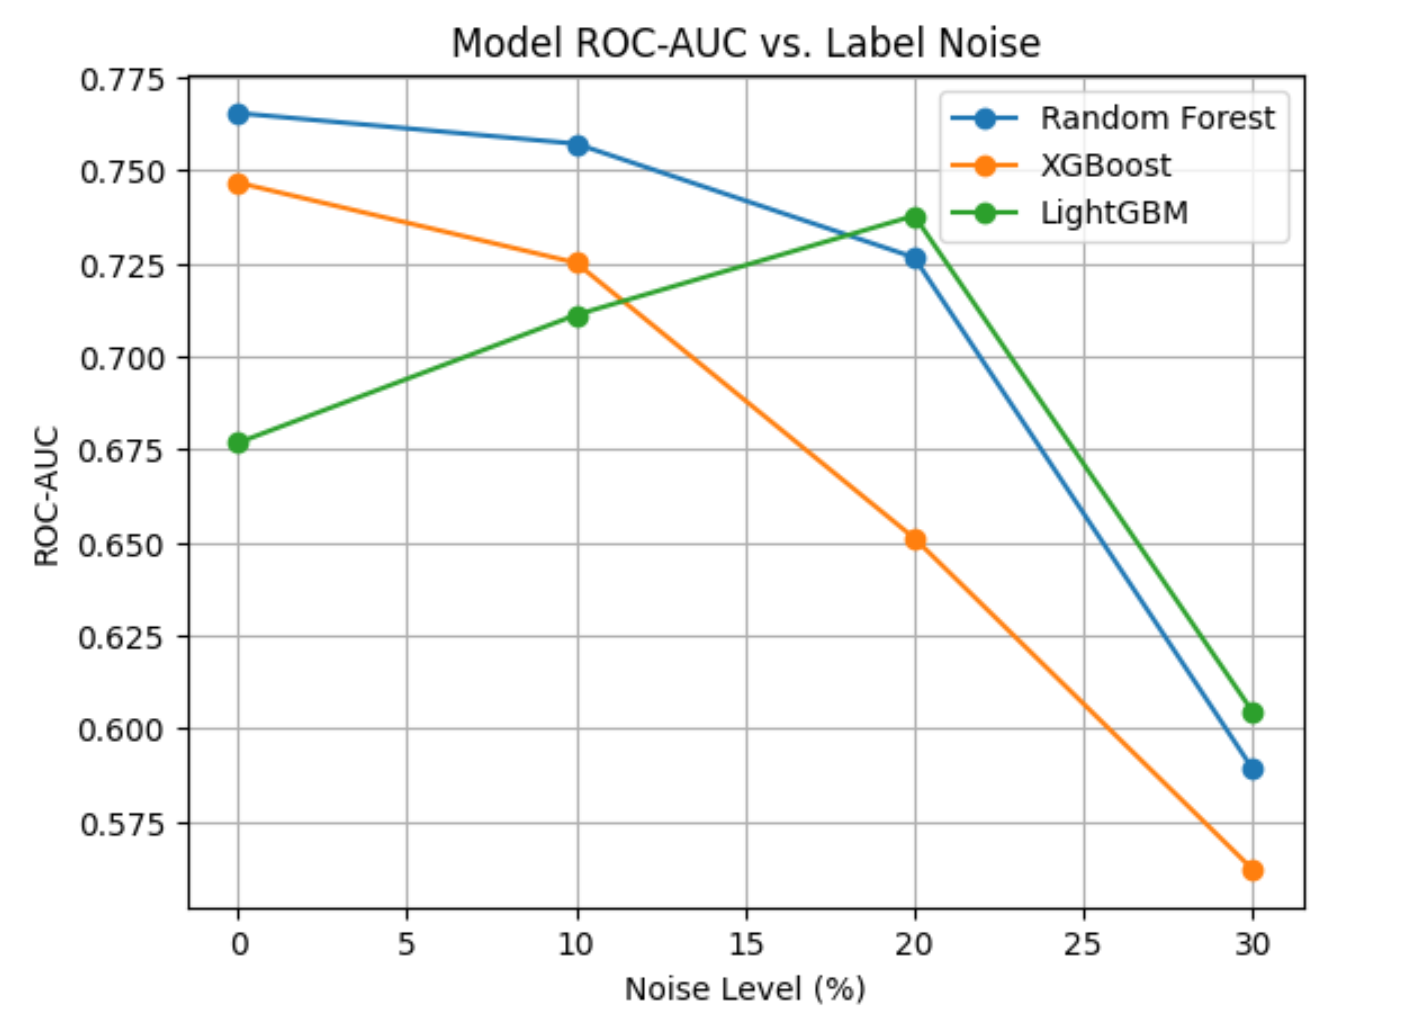 Model ROC-AUC vs. Label Noise
Random Forest
XGBoost
LightGBM
ROC-AUC
0.775
0.750
0.725
0.700
0.675
0.650
0.625
0.600
0.575
0 5 10 15 20 25 30
Noise Level (%)